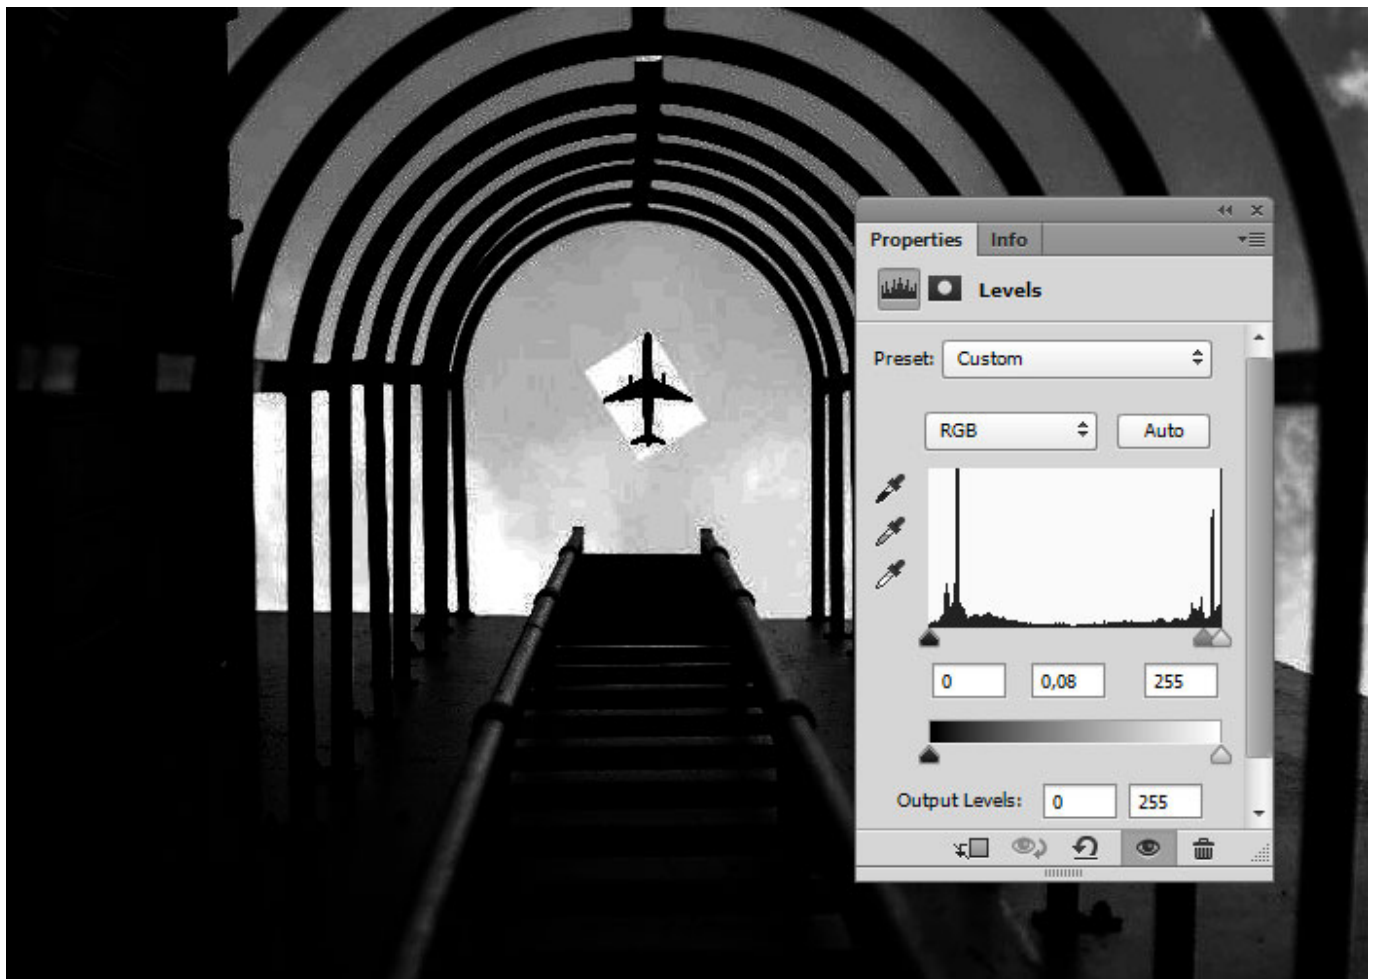 Properties Info
Levels
Preset: Custom
RGB Auto
0 0,08 255
Output Levels: 0 255